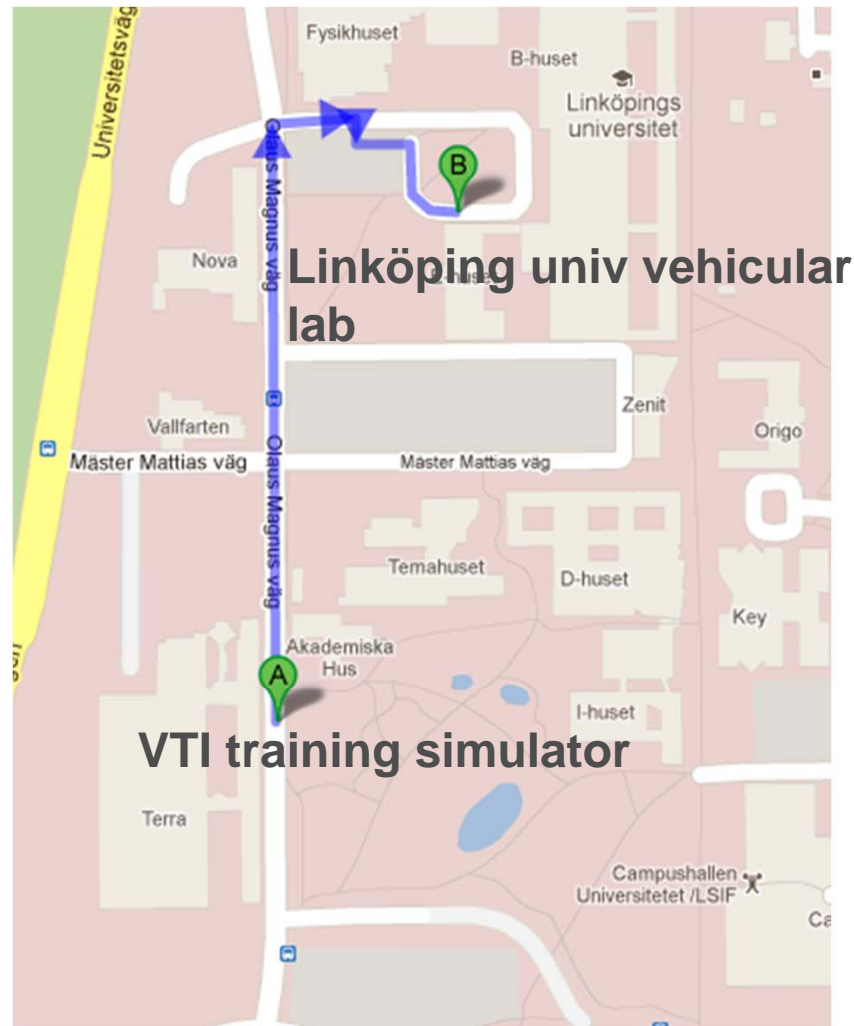 Universitetsväg
Fysikhuset
B-huset
Linköpings
universitet
B
Olaus Magnus väg
Nova
Linköping univ vehicular
lab
Zenit
Vallfarten
Origo
Mäster Mattias väg
Mäster Mattias väg
Olaus Magnus väg
Temahuset
D-huset
Key
Akademiska
Hus
A
I-huset
VTI training simulator
Terra
Campushallen
Universitetet /LSIF
Ca